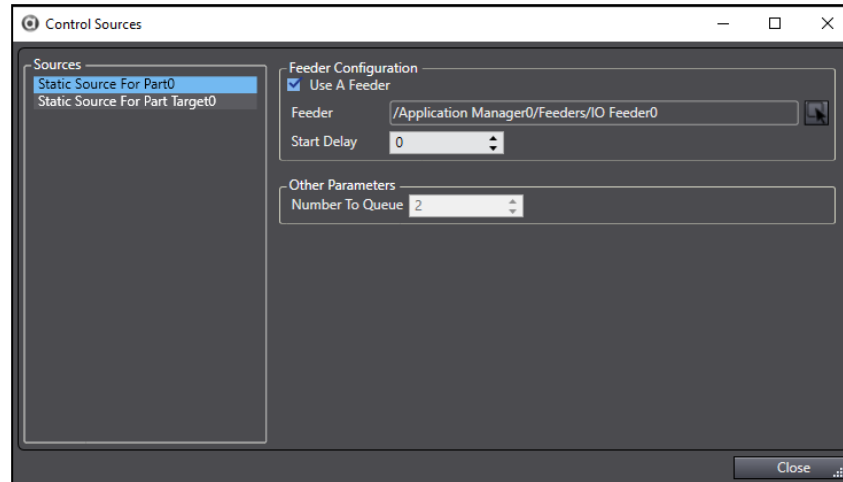 Control Sources
Sources
Static Source For Part0
Static Source For Part Target0
Feeder Configuration
Use A Feeder
Feeder /Application Manager0/Feeders/IO Feeder0
Start Delay 0
Other Parameters
Number To Queue 2
Close